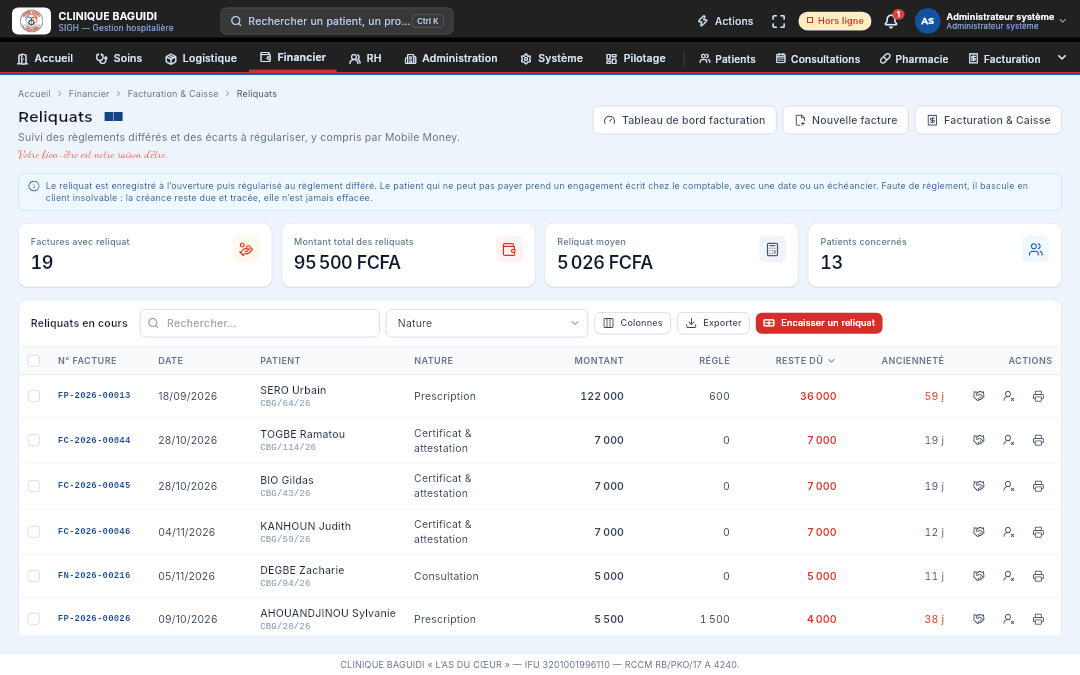 CLINIQUE BAGUIDI
SIGH — Gestion hospitalière
Rechercher un patient, un pro... Ctrl K
Actions
Hors ligne
1
AS
Administrateur système
Administrateur système
Accueil Soins Logistique Financier RH Administration Système Pilotage Patients Consultations Pharmacie Facturation
Accueil > Financier > Facturation & Caisse > Reliquats
Reliquats
Suivi des règlements différés et des écarts à régulariser, y compris par Mobile Money.
Votre bien-être est notre raison d'être.
Tableau de bord facturation
Nouvelle facture
Facturation & Caisse
Le reliquat est enregistré à l'ouverture puis régularisé au règlement différé. Le patient qui ne peut pas payer prend un engagement écrit chez le comptable, avec une date ou un échéancier. Faute de règlement, il bascule en
client insolvable : la créance reste due et tracée, elle n'est jamais effacée.
Factures avec reliquat
19
Montant total des reliquats
95 500 FCFA
Reliquat moyen
5 026 FCFA
Patients concernés
13
Reliquats en cours
Rechercher...
Nature
Colonnes
Exporter
Encaisser un reliquat
N° FACTURE DATE PATIENT NATURE MONTANT RÉGLÉ RESTE DÛ ANCIENNETÉ ACTIONS
FP-2026-00013 18/09/2026 SERO Urbain Prescription 122 000 600 36 000 59 j
CBG/64/26
FC-2026-00044 28/10/2026 TOGBE Ramatou Certificat & 7 000 0 7 000 19 j
CBG/114/26 attestation
FC-2026-00045 28/10/2026 BIO Gildas Certificat & 7 000 0 7 000 19 j
CBG/43/26 attestation
FC-2026-00046 04/11/2026 KANHOUN Judith Certificat & 7 000 0 7 000 12 j
CBG/59/26 attestation
FN-2026-00216 05/11/2026 DEGBE Zacharie Consultation 5 000 0 5 000 11 j
CBG/94/26
FP-2026-00026 09/10/2026 AHOUANDJINOU Sylvanie Prescription 5 500 1 500 4 000 38 j
CBG/28/26
CLINIQUE BAGUIDI « L'AS DU CŒUR » — IFU 3201001996110 — RCCM RB/PKO/17 A 4240.